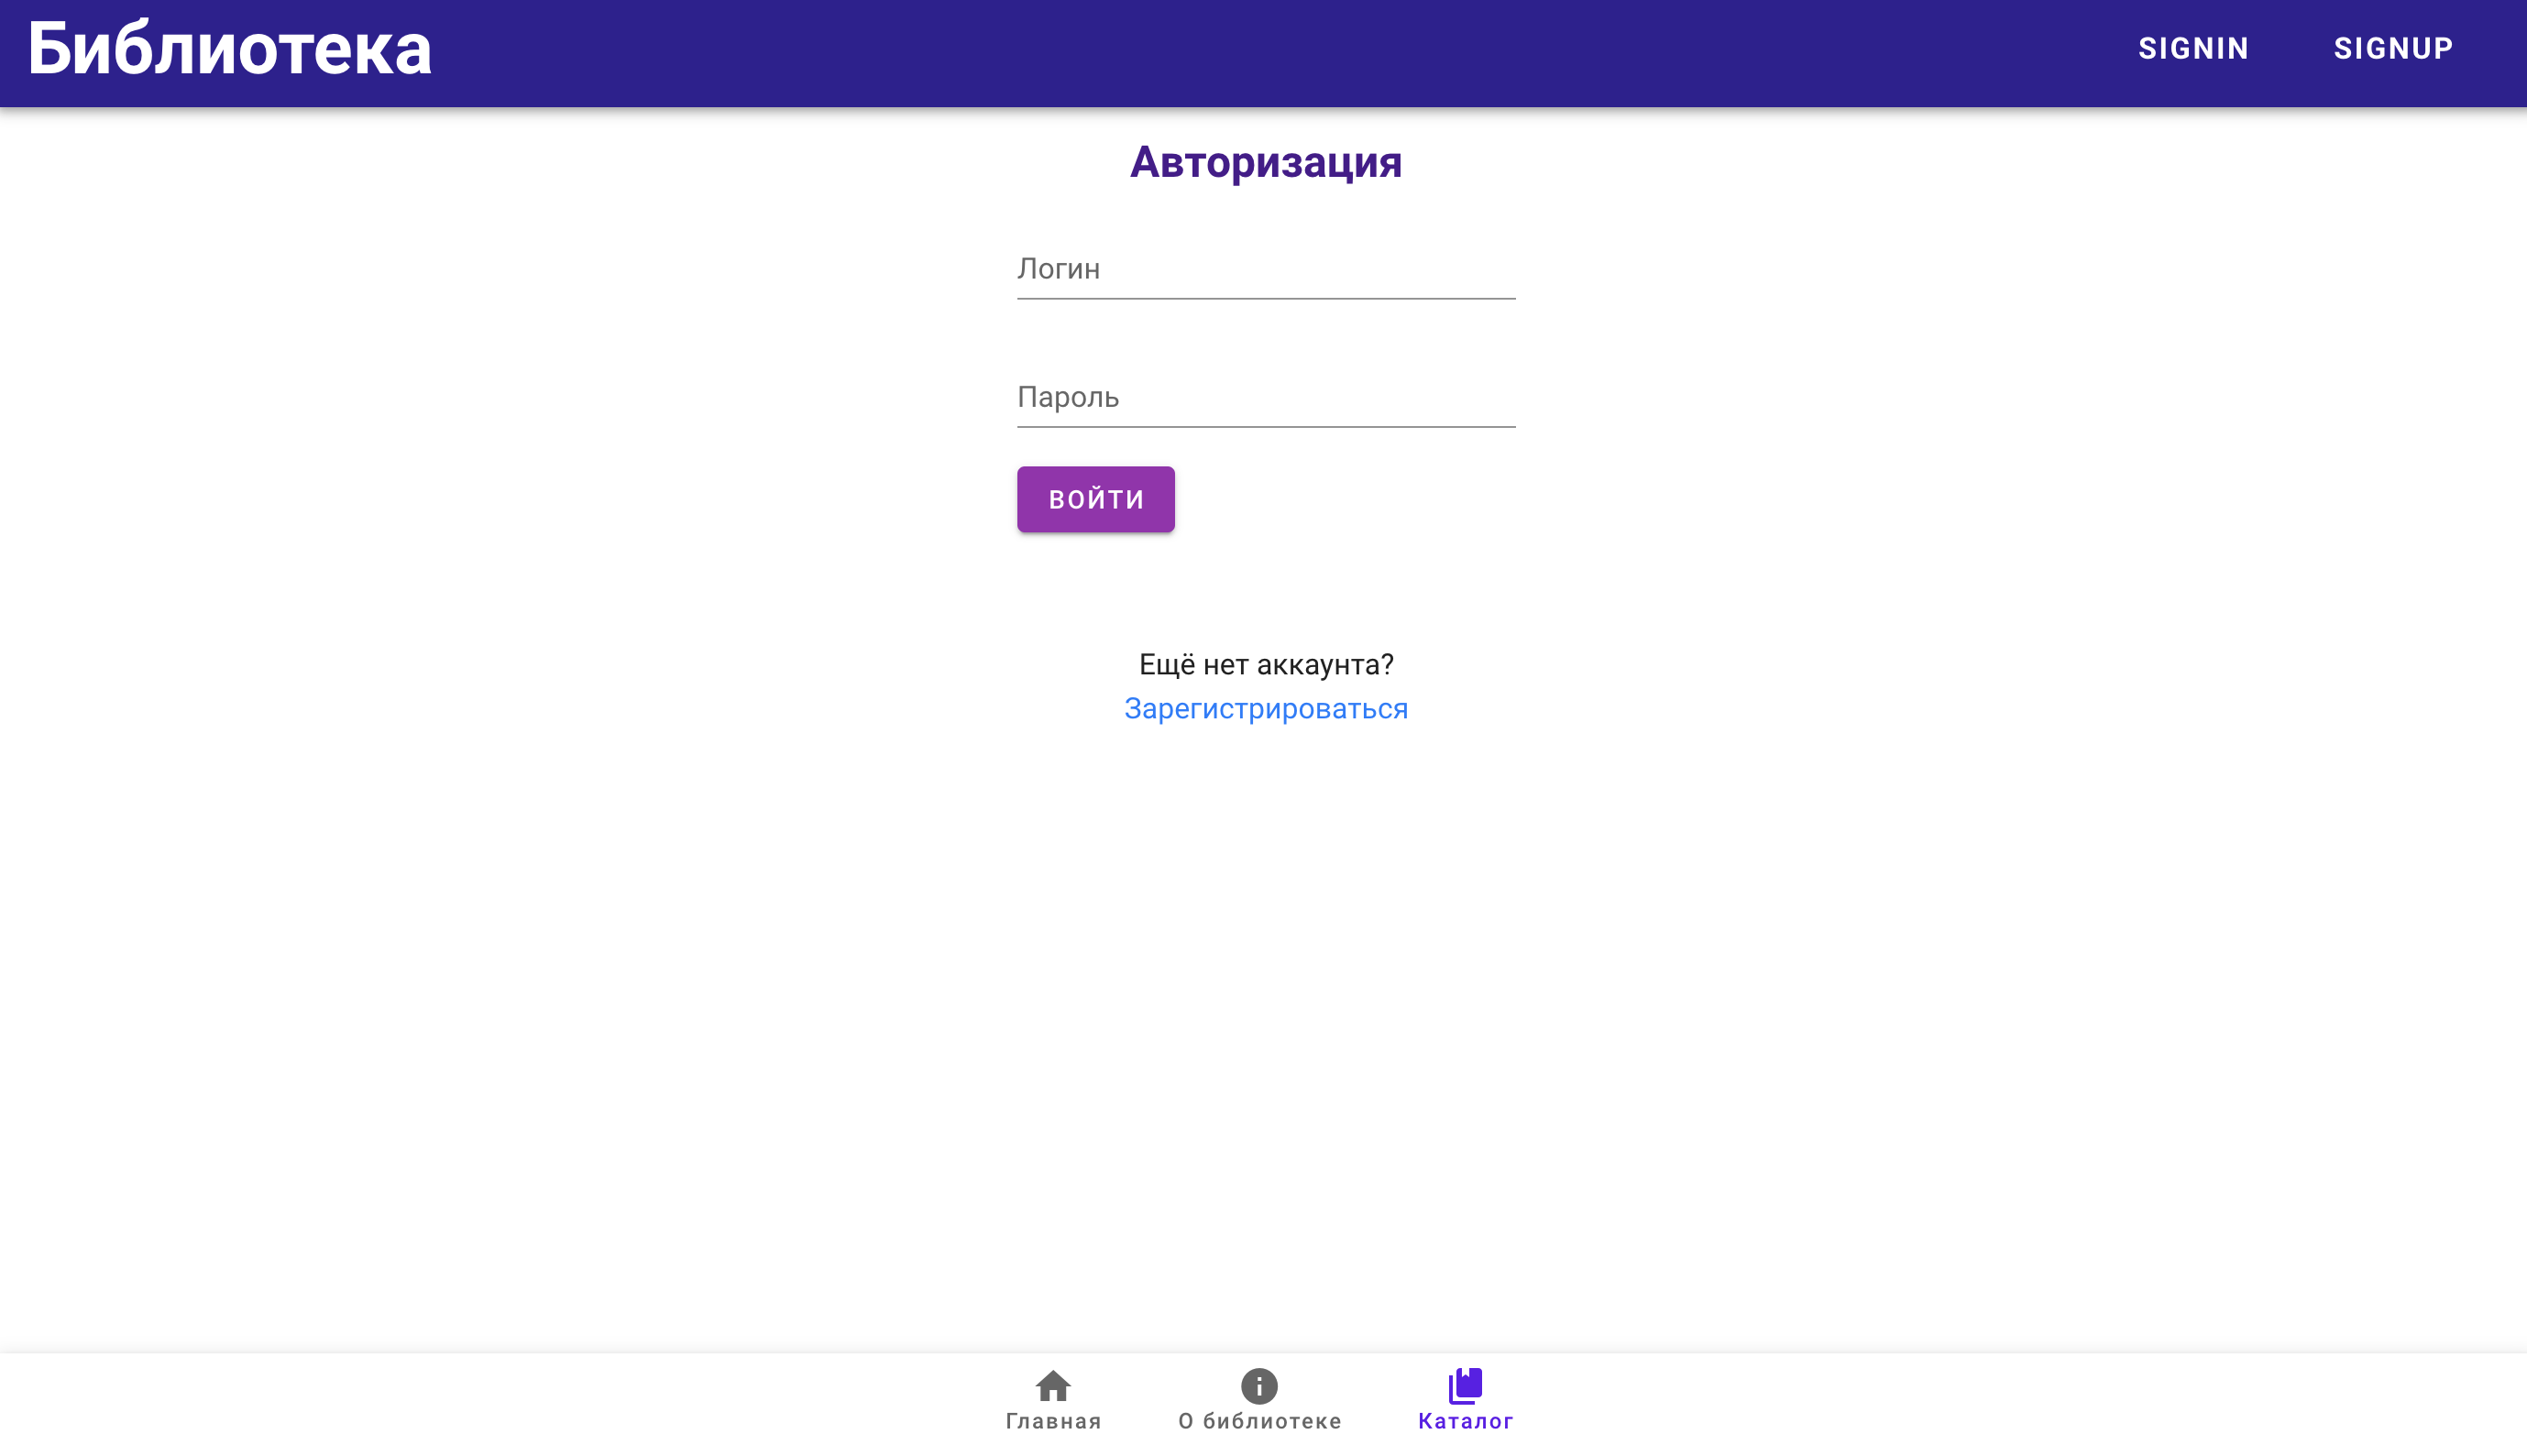 Библиотека
SIGNIN
SIGNUP
Авторизация
Логин
Пароль
ВОЙТИ
Ещё нет аккаунта?
Зарегистрироваться
Главная
О библиотеке
Каталог